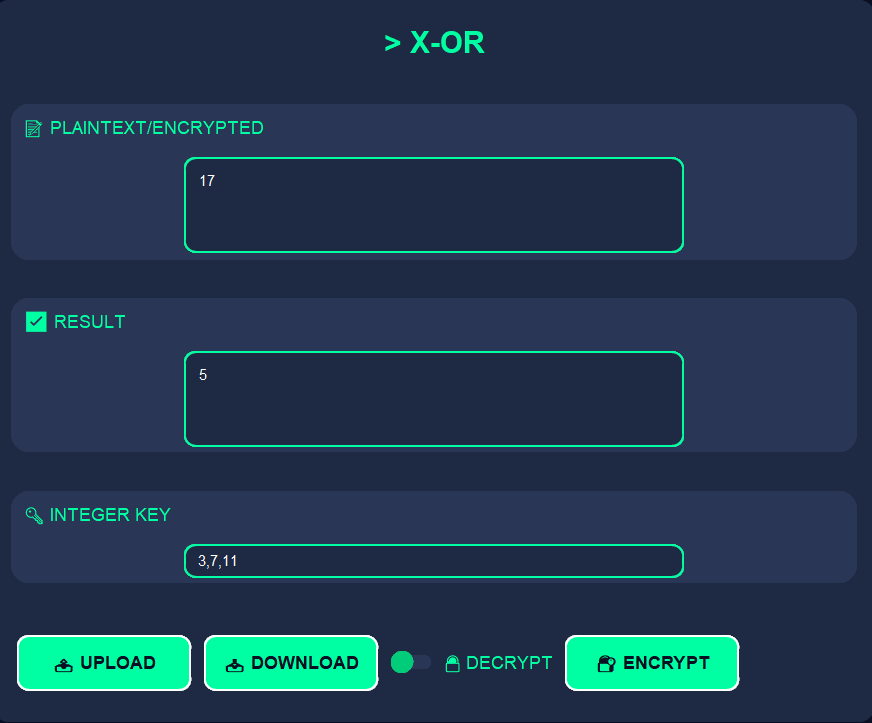 > X-OR
PLAINTEXT/ENCRYPTED
17
RESULT
5
INTEGER KEY
3,7,11
UPLOAD DOWNLOAD DECRYPT ENCRYPT